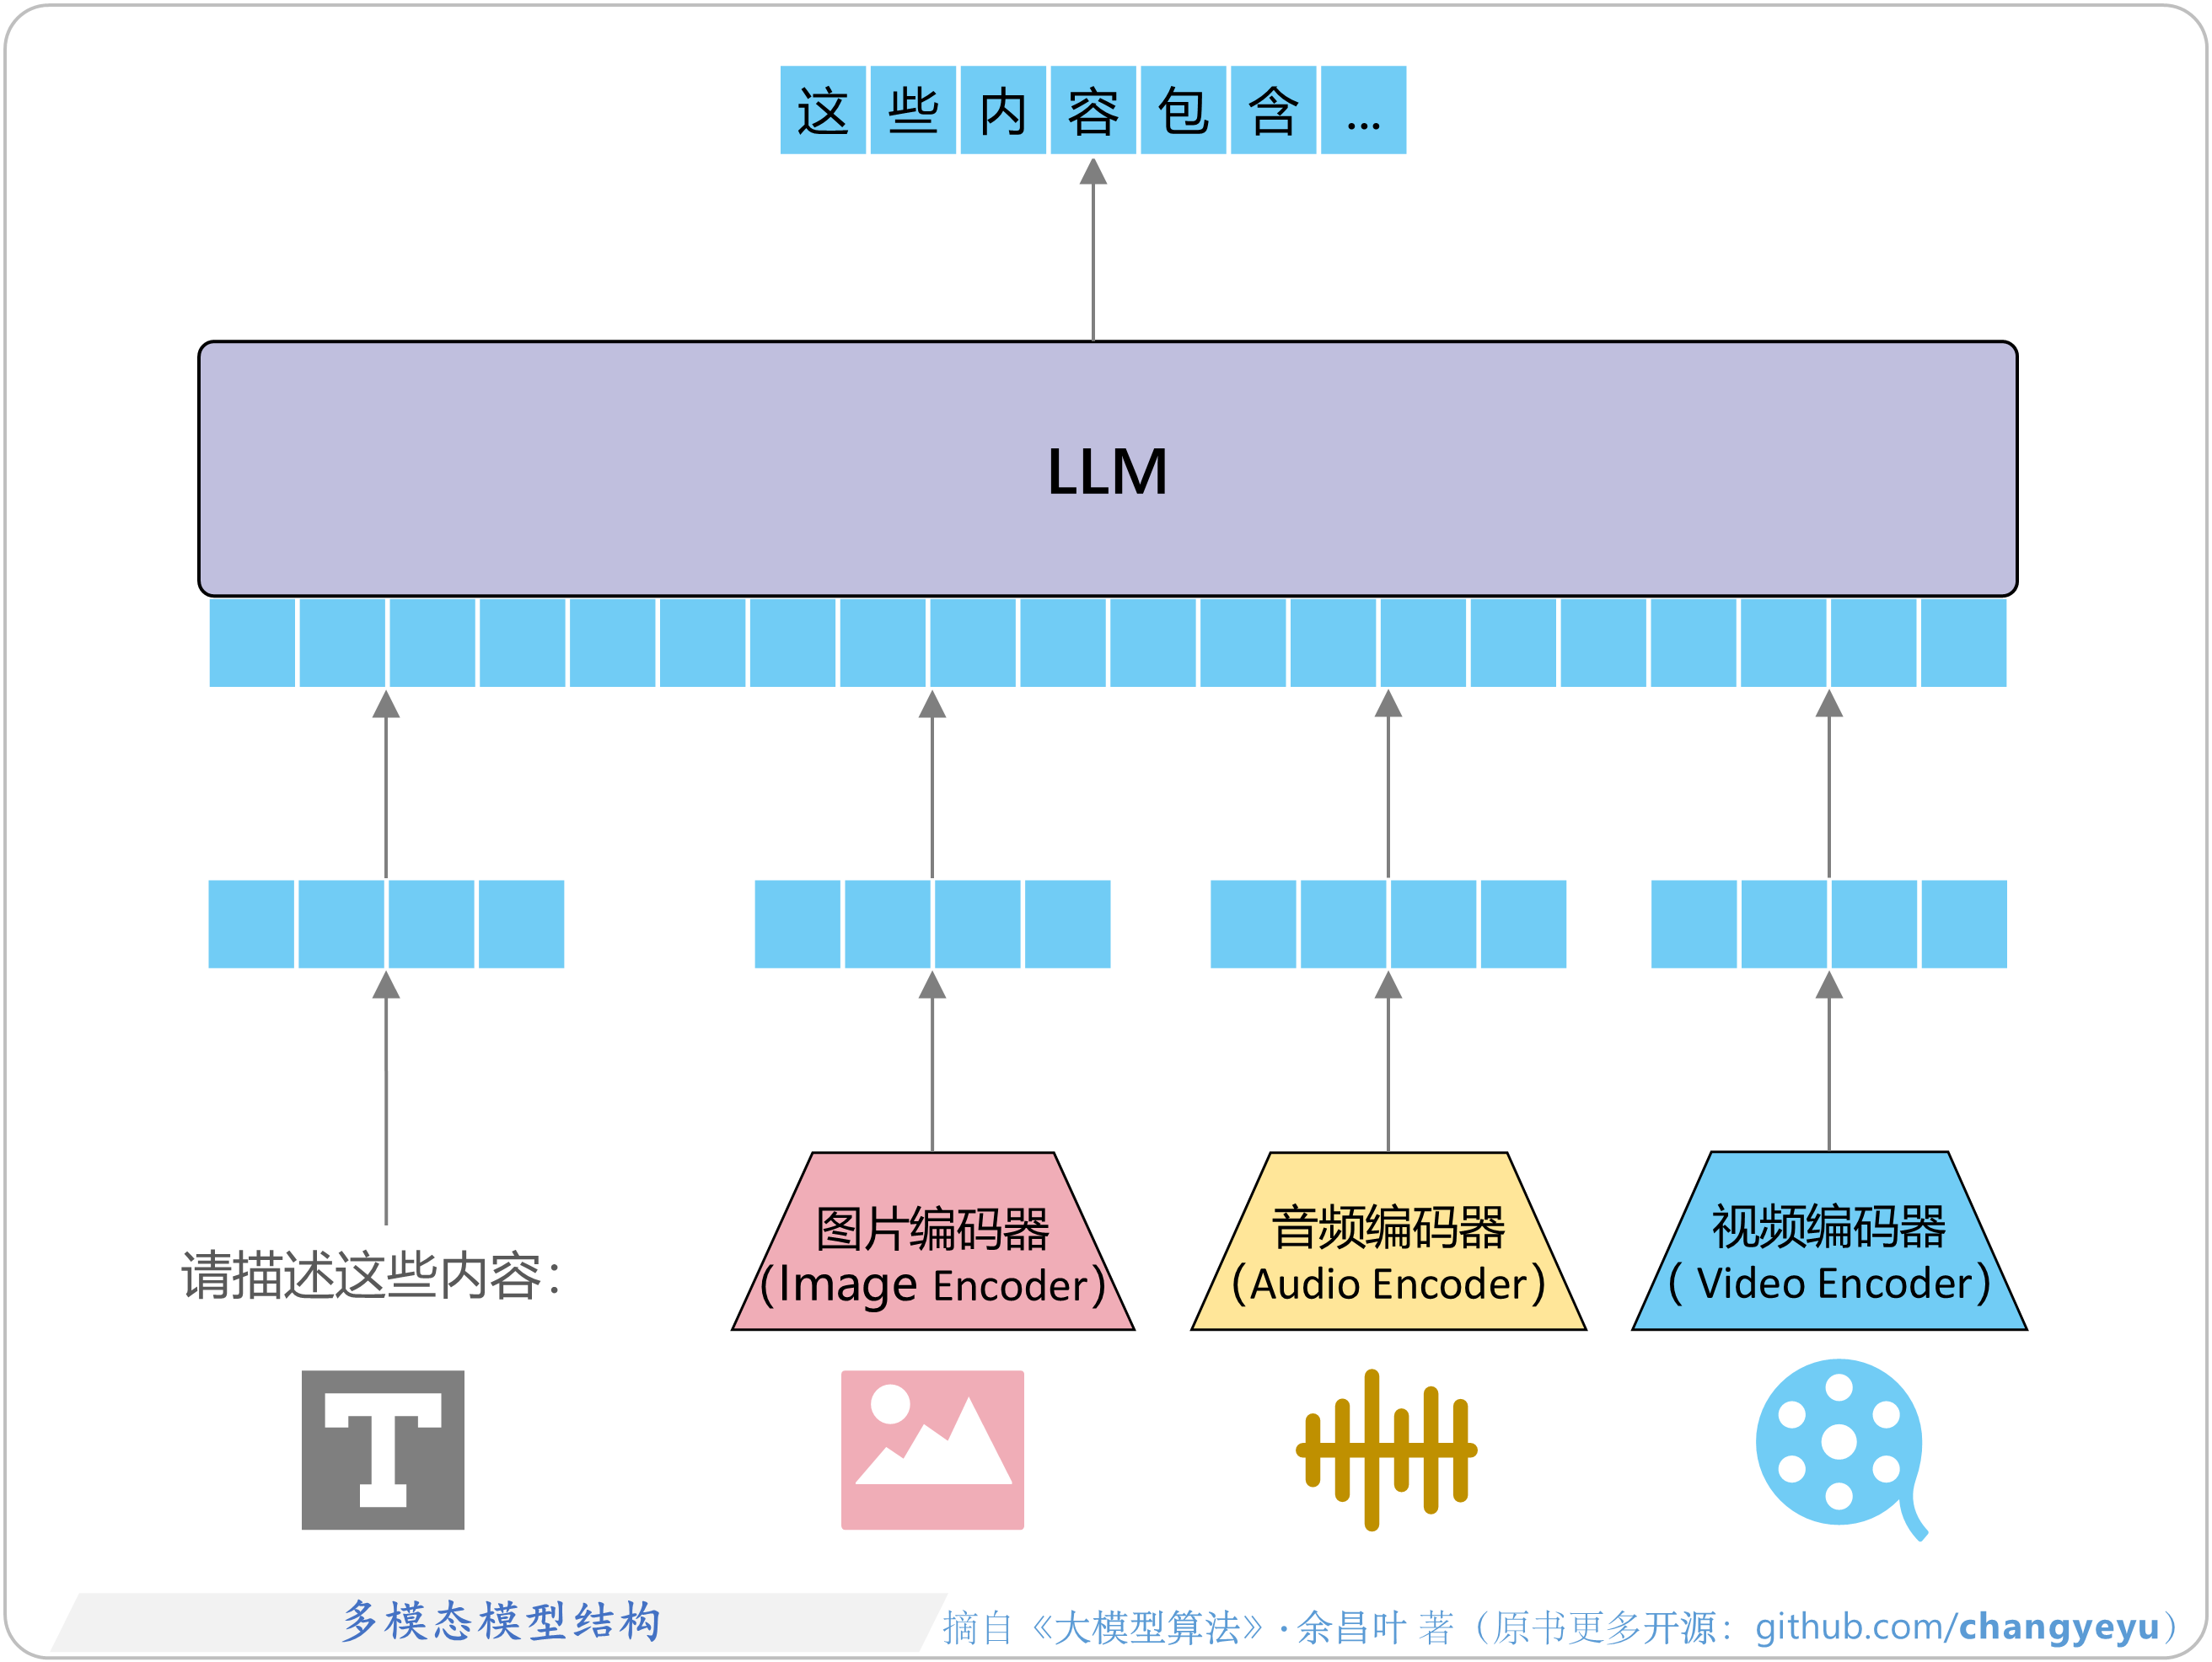 这些内容包含...
LLM
请描述这些内容:
图片编码器
(Image Encoder)
音频编码器
(Audio Encoder)
视频编码器
( Video Encoder)
T
多模态模型结构
摘自《大模型算法》· 余昌叶 著（原书更多开源：github.com/changyeyu）